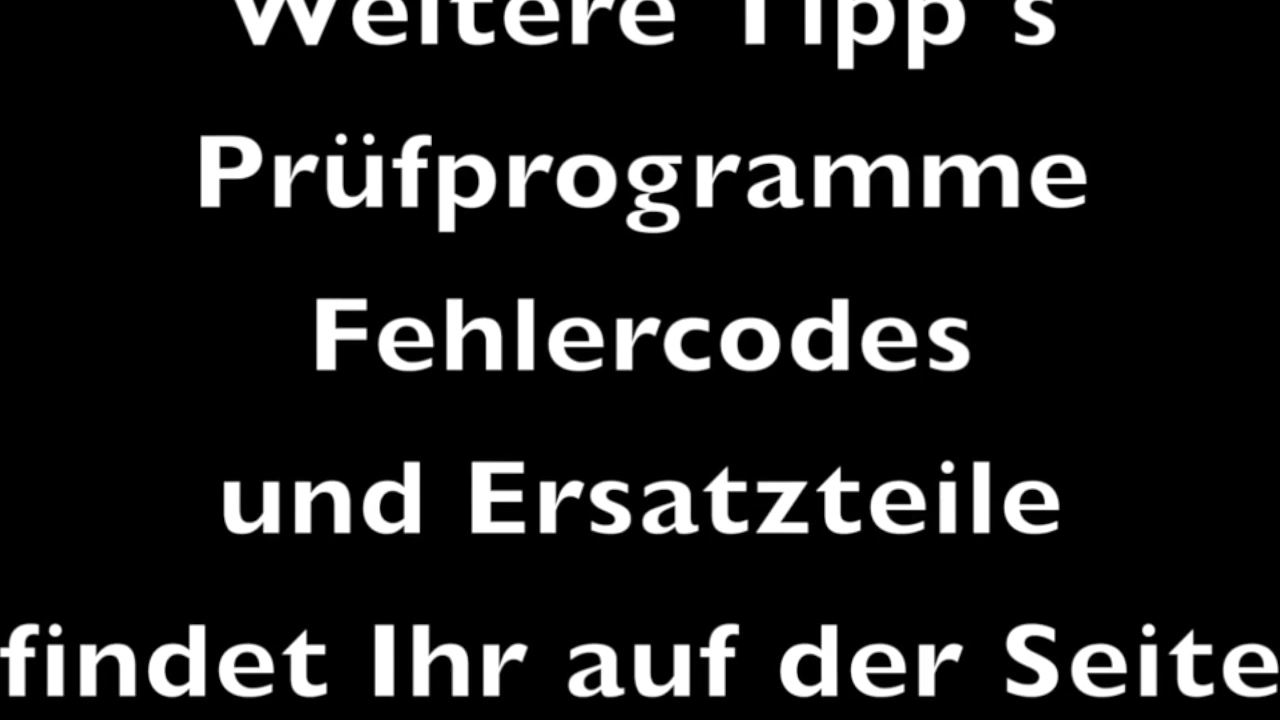 Weitere Tipp's
Prüfprogramme
Fehlercodes
und Ersatzteile
findet Ihr auf der Seite